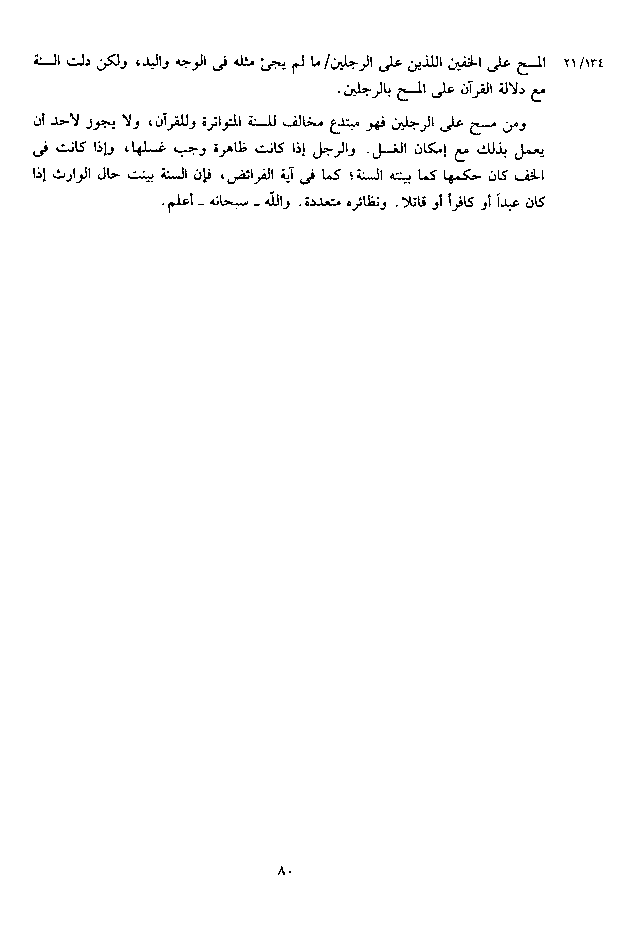 ٢١/١٣٤ المسح على الخفين اللذين على الرجلين/ ما لم يجئ مثله فى الوجه واليد، ولكن دلت السنة
مع دلالة القرآن على المسح بالرجلين.
ومن مسح على الرجلين فهو مبتدع مخالف للسنة المتواترة وللقرآن، ولا يجوز لأحد أن
يعمل بذلك مع إمكان الغسل. والرجل إذا كانت ظاهرة وجب غسلها، وإذا كانت فى
الخف كان حكمها كما بينته السنة؛ كما فى آية الفرائض، فإن السنة بينت حال الوارث إذا
كان عبداً أو كافراً أو قاتلا. ونظائره متعددة. والله ـ سبحانه ـ أعلم.
٨٠